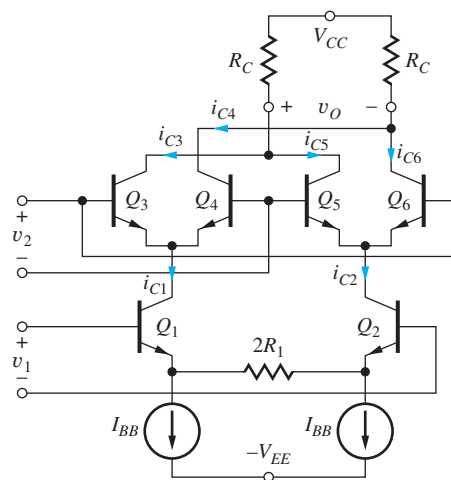 V_CC
R_C R_C
i_C4 + v_O −
i_C3 i_C5 i_C6
Q_3 Q_4 Q_5 Q_6
+
v_2
−
i_C1 i_C2
Q_1 Q_2
+
v_1
−
2R_1
I_BB I_BB
−V_EE